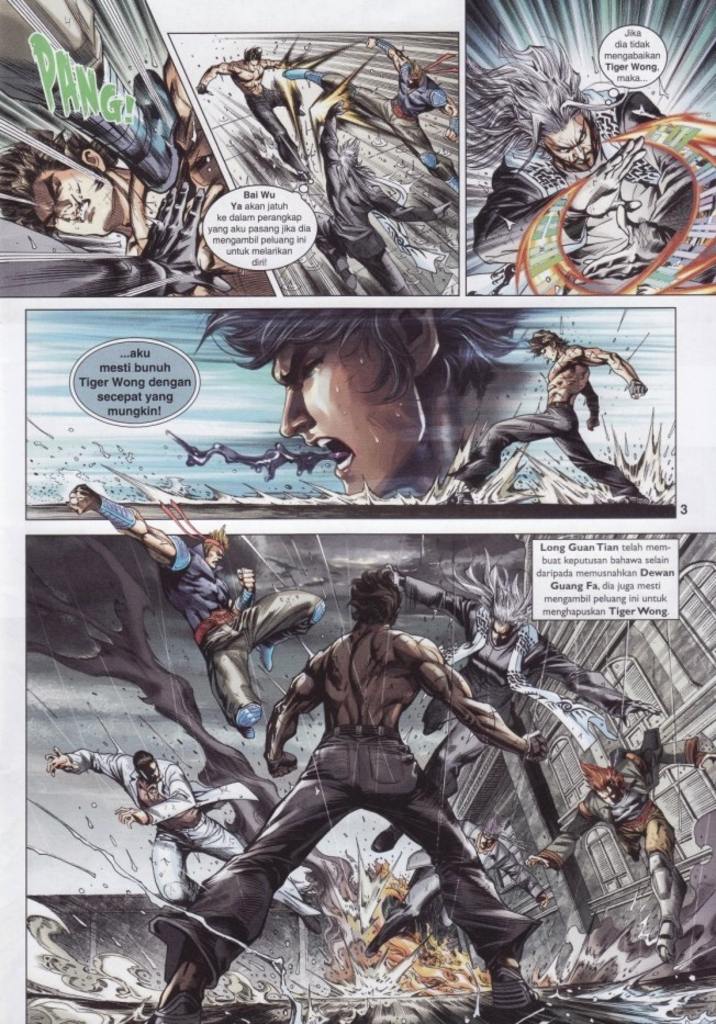 PANG!
Bai Wu
Ya akan jatuh
ke dalam perangkap
yang aku pasang jika dia
mengambil peluang ini
untuk melarikan
diri!
Jika
dia tidak
mengabaikan
Tiger Wong,
maka...
...aku
mesti bunuh
Tiger Wong dengan
secepat yang
mungkin!
3
Long Guan Tian telah mem-
buat keputusan bahawa selain
daripada memusnahkan Dewan
Guang Fa, dia juga mesti
mengambil peluang ini untuk
menghapuskan Tiger Wong.